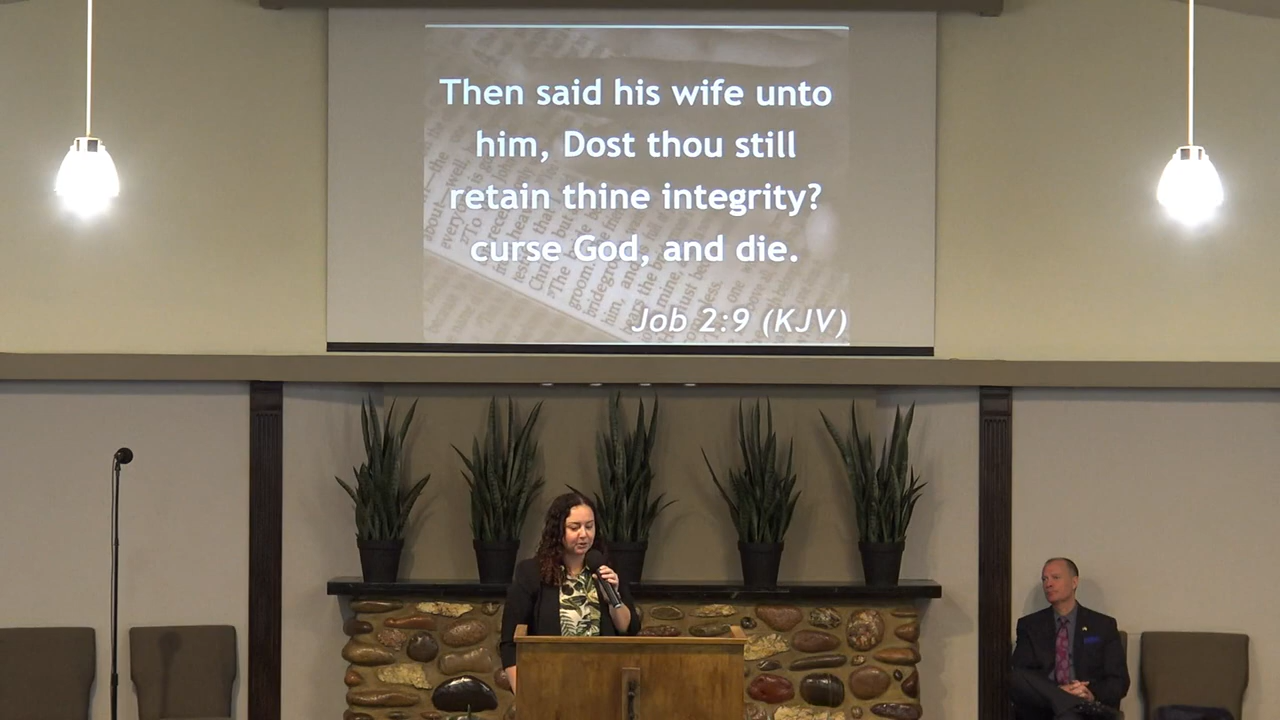 Then said his wife unto
him, Dost thou still
retain thine integrity?
curse God, and die.
Job 2:9 (KJV)